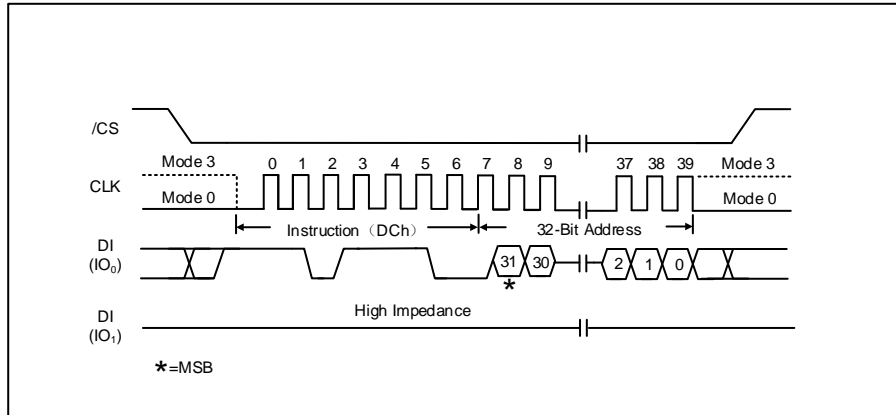 /CS
Mode 3
0 1 2 3 4 5 6 7 8 9 37 38 39
Mode 3
CLK
Mode 0
Mode 0
Instruction（DCh）
32-Bit Address
DI
(IO₀)
31 30 2 1 0
*
High Impedance
DI
(IO₁)
*=MSB